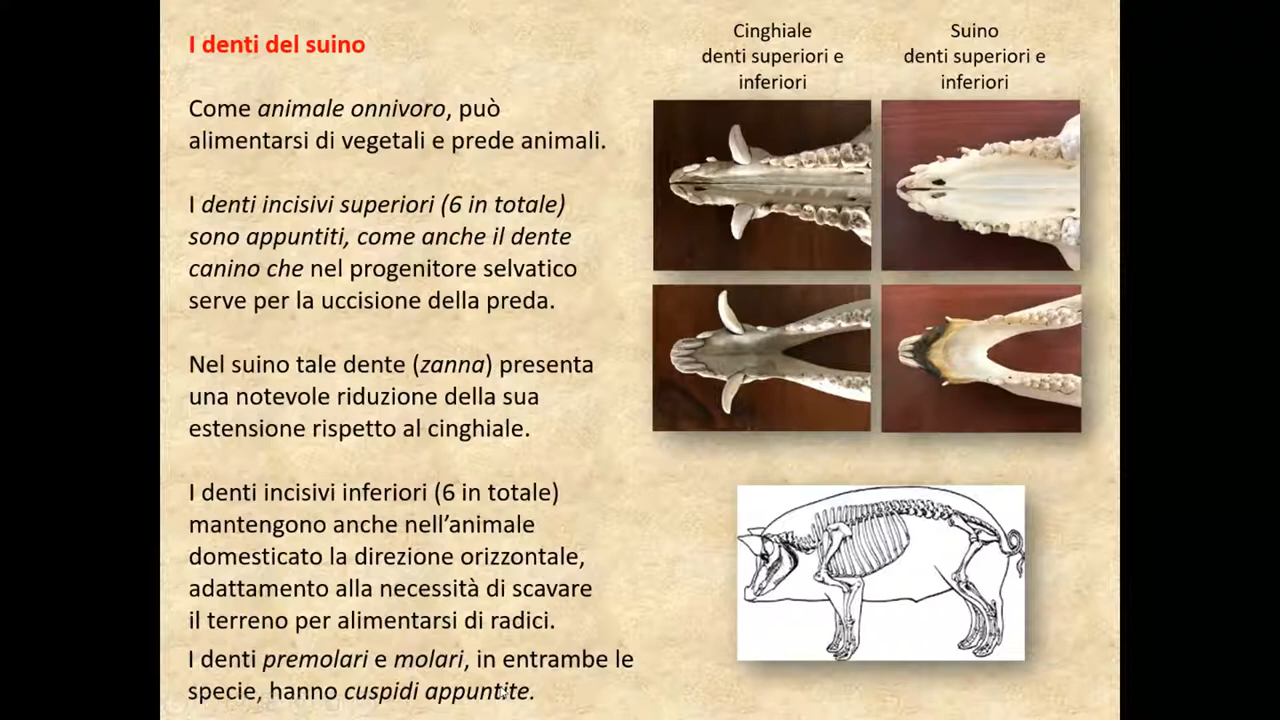 I denti del suino
Come animale onnivoro, può
alimentarsi di vegetali e prede animali.
I denti incisivi superiori (6 in totale)
sono appuntiti, come anche il dente
canino che nel progenitore selvatico
serve per la uccisione della preda.
Nel suino tale dente (zanna) presenta
una notevole riduzione della sua
estensione rispetto al cinghiale.
I denti incisivi inferiori (6 in totale)
mantengono anche nell’animale
domesticato la direzione orizzontale,
adattamento alla necessità di scavare
il terreno per alimentarsi di radici.
I denti premolari e molari, in entrambe le
specie, hanno cuspidi appuntite.
Cinghiale
denti superiori e
inferiori
Suino
denti superiori e
inferiori